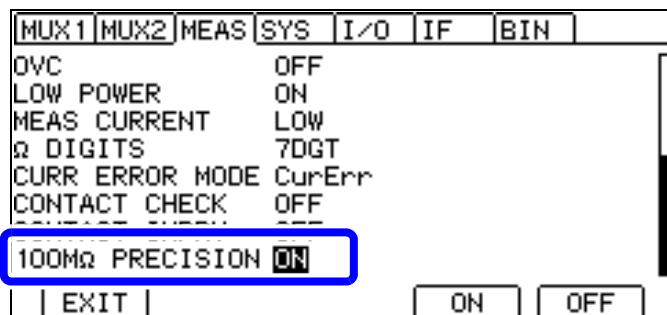 MUX1 MUX2 MEAS SYS I/O IF BIN
OVC OFF
LOW POWER ON
MEAS CURRENT LOW
Ω DIGITS 7DGT
CURR ERROR MODE CurErr
CONTACT CHECK OFF
100MΩ PRECISION ON
EXIT ON OFF